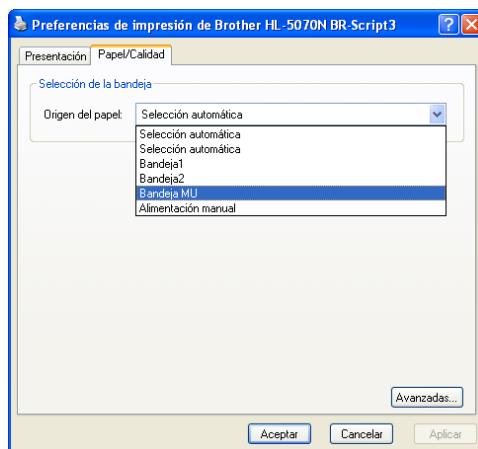 Preferencias de impresión de Brother HL-5070N BR-Script3
Presentación
Papel/Calidad
Selección de la bandeja
Origen del papel:
Selección automática
Selección automática
Selección automática
Bandeja1
Bandeja2
Bandeja MU
Alimentación manual
Avanzadas...
Aceptar
Cancelar
Aplicar